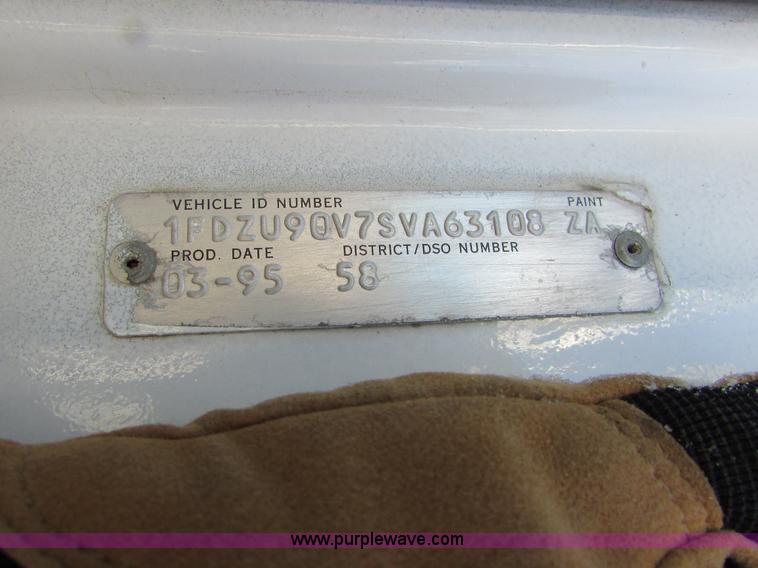 VEHICLE ID NUMBER PAINT
1FDZU90V7SVA63108 ZA
PROD. DATE DISTRICT/DSO NUMBER
03-95 58
www.purplewave.com